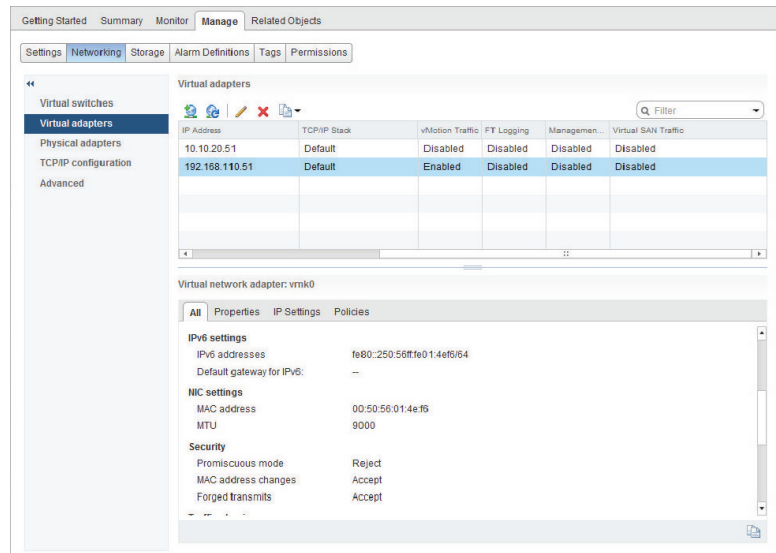 Getting Started Summary Monitor Manage Related Objects
Settings Networking Storage Alarm Definitions Tags Permissions
Virtual switches
Virtual adapters
Physical adapters
TCP/IP configuration
Advanced
Virtual adapters
Filter
IP Address TCP/IP Stack vMotion Traffic FT Logging Managemen... Virtual SAN Traffic
10.10.20.51 Default Disabled Disabled Disabled Disabled
192.168.110.51 Default Enabled Disabled Disabled Disabled
Virtual network adapter: vmk0
All Properties IP Settings Policies
IPv6 settings
IPv6 addresses fe80::250:56ff:fe01:4ef6/64
Default gateway for IPv6: --
NIC settings
MAC address 00:50:56:01:4e:f6
MTU 9000
Security
Promiscuous mode Reject
MAC address changes Accept
Forged transmits Accept